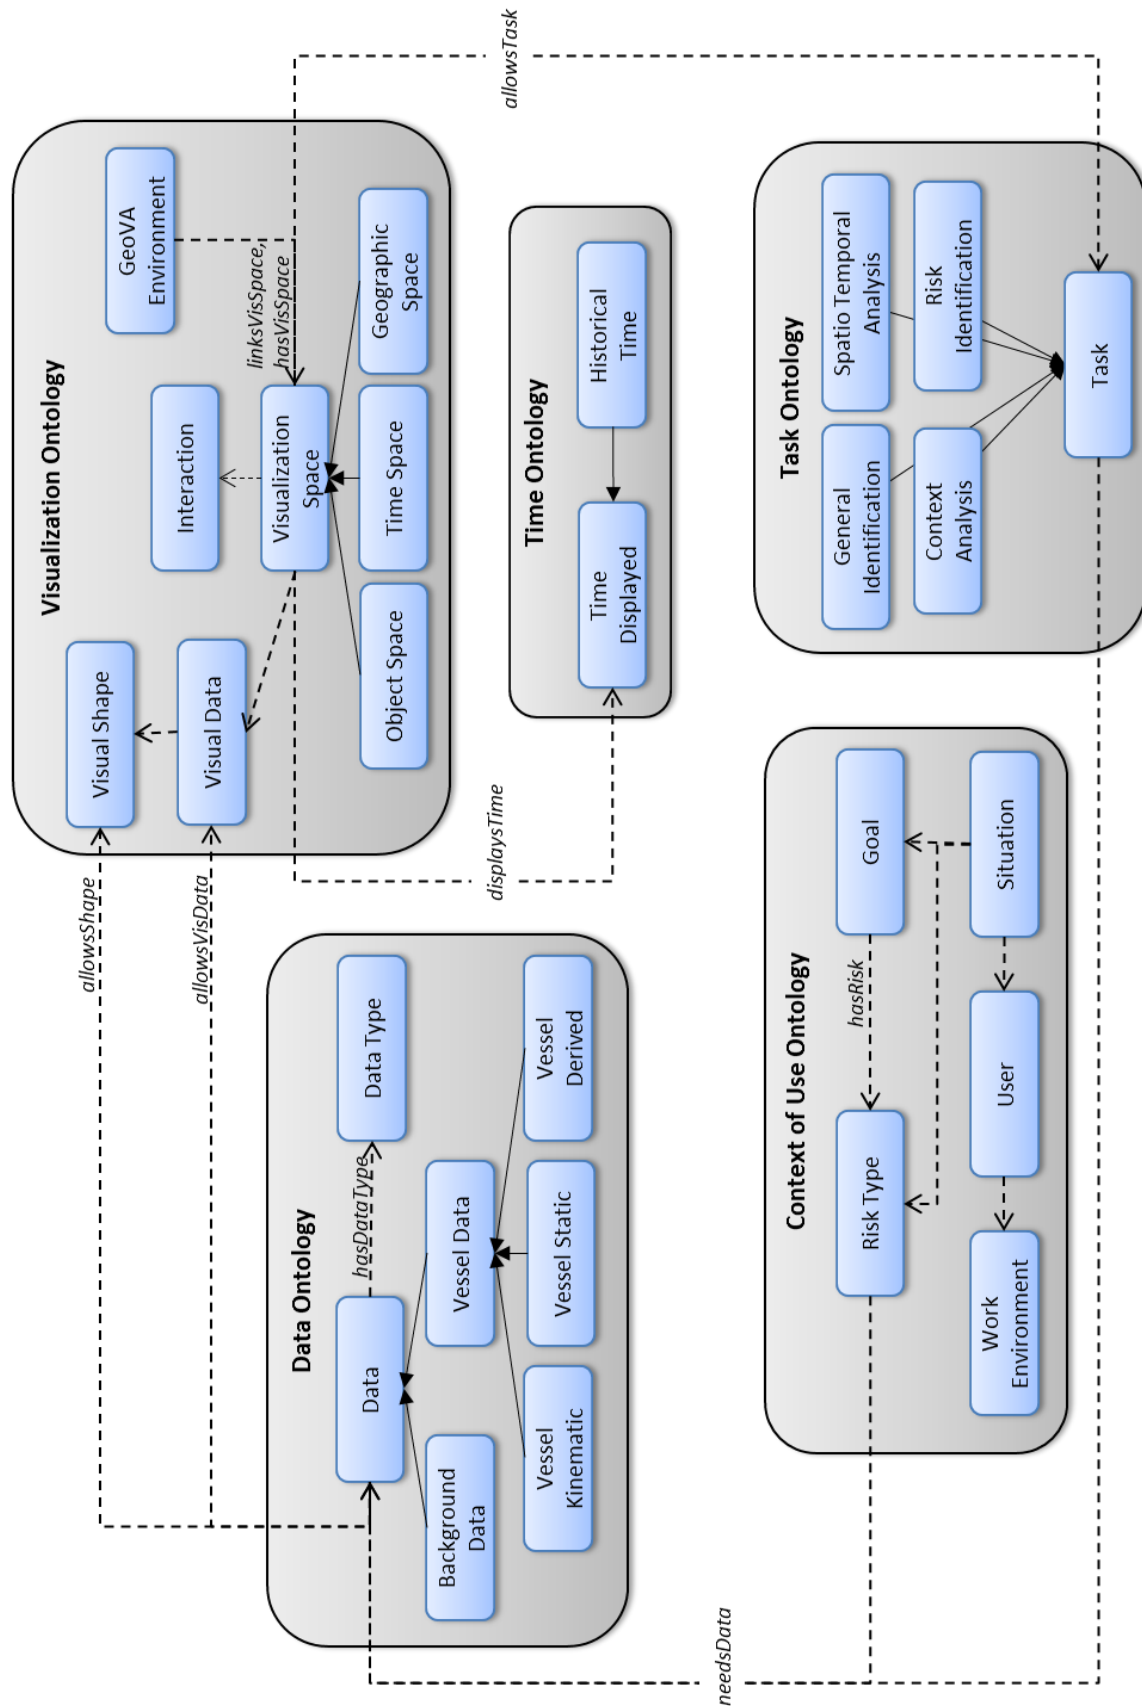 allowsShape
allowsVisData
Data Ontology
Data
hasDataType
Data Type
Background
Data
Vessel Data
Vessel
Kinematic
Vessel Static
Vessel
Derived
needsData
Visualization Ontology
Visual Shape
Visual Data
Interaction
GeoVA
Environment
Visualization
Space
linksVisSpace,
hasVisSpace
Object Space
Time Space
Geographic
Space
displaysTime
allowsTask
Time Ontology
Time
Displayed
Historical
Time
Context of Use Ontology
Risk Type
hasRisk
Goal
Work
Environment
User
Situation
Task Ontology
General
Identification
Spatio Temporal
Analysis
Context
Analysis
Risk
Identification
Task